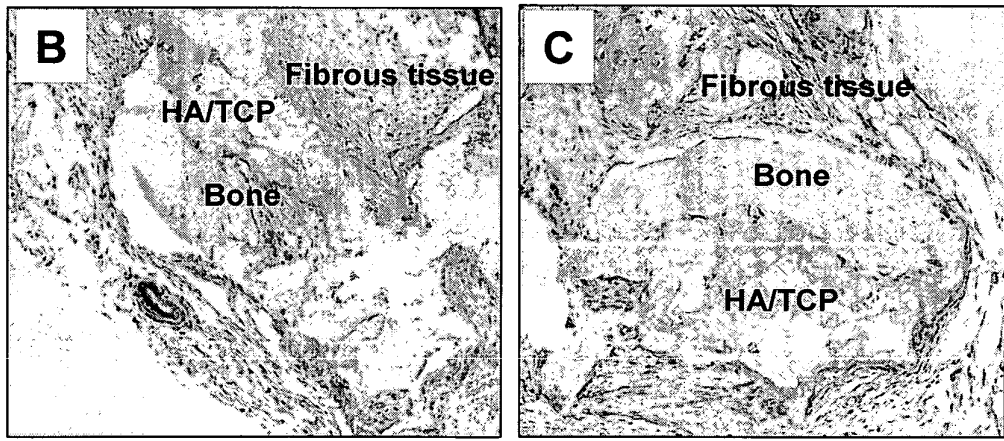 B
Fibrous tissue
HA/TCP
Bone
C
Fibrous tissue
Bone
HA/TCP